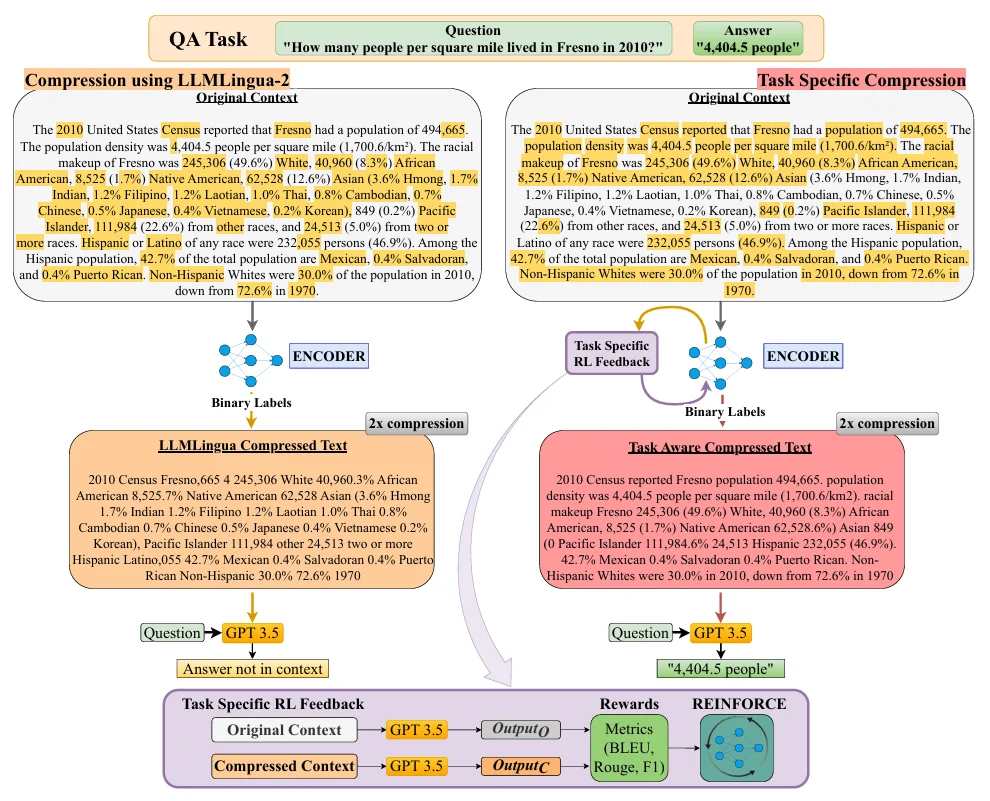 QA Task
Question
"How many people per square mile lived in Fresno in 2010?"
Answer
"4,404.5 people"
Compression using LLMLingua-2
Original Context
The 2010 United States Census reported that Fresno had a population of 494,665.
The population density was 4,404.5 people per square mile (1,700.6/km²). The racial
makeup of Fresno was 245,306 (49.6%) White, 40,960 (8.3%) African
American, 8,525 (1.7%) Native American, 62,528 (12.6%) Asian (3.6% Hmong, 1.7%
Indian, 1.2% Filipino, 1.2% Laotian, 1.0% Thai, 0.8% Cambodian, 0.7%
Chinese, 0.5% Japanese, 0.4% Vietnamese, 0.2% Korean), 849 (0.2%) Pacific
Islander, 111,984 (22.6%) from other races, and 24,513 (5.0%) from two or
more races. Hispanic or Latino of any race were 232,055 persons (46.9%). Among the
Hispanic population, 42.7% of the total population are Mexican, 0.4% Salvadoran,
and 0.4% Puerto Rican. Non-Hispanic Whites were 30.0% of the population in 2010,
down from 72.6% in 1970.
ENCODER
Binary Labels
2x compression
LLMLingua Compressed Text
2010 Census Fresno,665 4 245,306 White 40,960.3% African
American 8,525.7% Native American 62,528 Asian (3.6% Hmong
1.7% Indian 1.2% Filipino 1.2% Laotian 1.0% Thai 0.8%
Cambodian 0.7% Chinese 0.5% Japanese 0.4% Vietnamese 0.2%
Korean), Pacific Islander 111,984 other 24,513 two or more
Hispanic Latino,055 42.7% Mexican 0.4% Salvadoran 0.4% Puerto
Rican Non-Hispanic 30.0% 72.6% 1970
Question
GPT 3.5
Answer not in context
Task Specific Compression
Original Context
The 2010 United States Census reported that Fresno had a population of 494,665. The
population density was 4,404.5 people per square mile (1,700.6/km²). The racial
makeup of Fresno was 245,306 (49.6%) White, 40,960 (8.3%) African American,
8,525 (1.7%) Native American, 62,528 (12.6%) Asian (3.6% Hmong, 1.7% Indian,
1.2% Filipino, 1.2% Laotian, 1.0% Thai, 0.8% Cambodian, 0.7% Chinese, 0.5%
Japanese, 0.4% Vietnamese, 0.2% Korean), 849 (0.2%) Pacific Islander, 111,984
(22.6%) from other races, and 24,513 (5.0%) from two or more races. Hispanic or
Latino of any race were 232,055 persons (46.9%). Among the Hispanic population,
42.7% of the total population are Mexican, 0.4% Salvadoran, and 0.4% Puerto Rican.
Non-Hispanic Whites were 30.0% of the population in 2010, down from 72.6% in
1970.
Task Specific
RL Feedback
ENCODER
Binary Labels
2x compression
Task Aware Compressed Text
2010 Census reported Fresno population 494,665. population
density was 4,404.5 people per square mile (1,700.6/km2). racial
makeup Fresno 245,306 (49.6%) White, 40,960 (8.3%) African
American, 8,525 (1.7%) Native American 62,528.6%) Asian 849
(0 Pacific Islander 111,984.6% 24,513 Hispanic 232,055 (46.9%).
42.7% Mexican 0.4% Salvadoran 0.4% Puerto Rican. Non-
Hispanic Whites were 30.0% in 2010, down from 72.6% in 1970
Question
GPT 3.5
"4,404.5 people"
Task Specific RL Feedback
Original Context
GPT 3.5
OutputO
Compressed Context
GPT 3.5
OutputC
Rewards
Metrics
(BLEU,
Rouge, F1)
REINFORCE